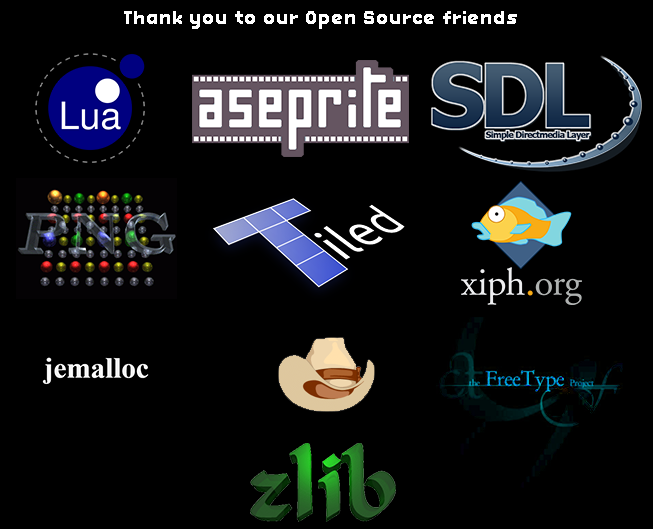 Thank you to our Open Source friends
Lua
aseprite
SDL
Simple Directmedia Layer
PNG
Tiled
xiph.org
jemalloc
the FreeType Project
zlib